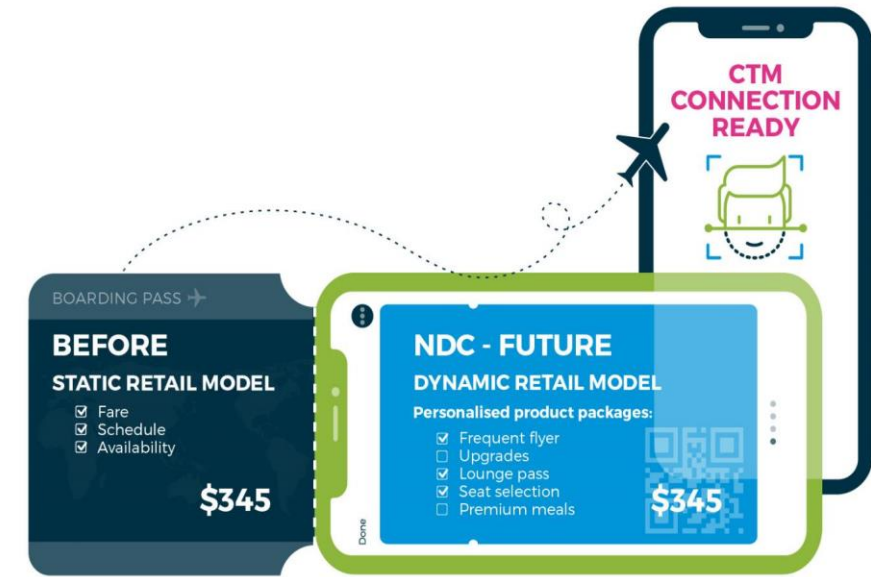 CTM
CONNECTION
READY
BOARDING PASS
BEFORE
STATIC RETAIL MODEL
Fare
Schedule
Availability
$345
Done
NDC - FUTURE
DYNAMIC RETAIL MODEL
Personalised product packages:
Frequent flyer
Upgrades
Lounge pass
Seat selection
Premium meals
$345